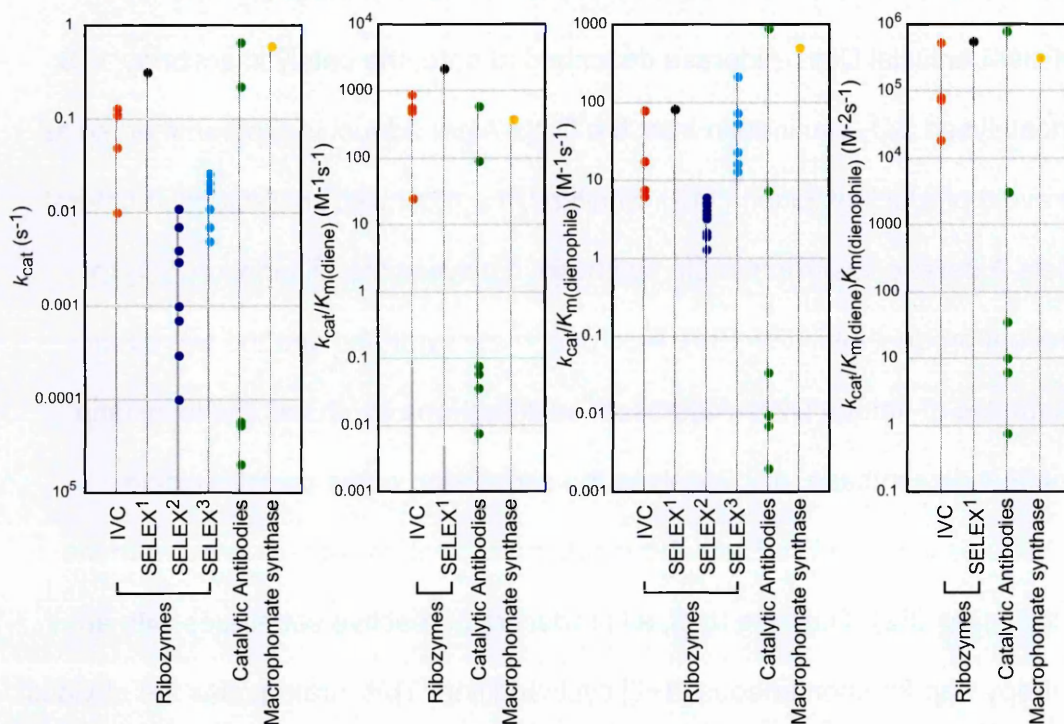 kcat (s-1)
1
0.1
0.01
0.001
0.0001
105
IVC
SELEX1
SELEX2
SELEX3
Catalytic Antibodies
Macrophomate synthase
Ribozymes
kcat/Km(diene) (M-1s-1)
104
1000
100
10
1
0.1
0.01
0.001
IVC
SELEX1
Catalytic Antibodies
Macrophomate synthase
Ribozymes
kcat/Km(dienophile) (M-1s-1)
1000
100
10
1
0.1
0.01
0.001
IVC
SELEX1
SELEX2
SELEX3
Catalytic Antibodies
Macrophomate synthase
Ribozymes
kcat/Km(diene)Km(dienophile) (M-2s-1)
106
105
104
1000
100
10
1
0.1
IVC
SELEX1
Catalytic Antibodies
Macrophomate synthase
Ribozymes